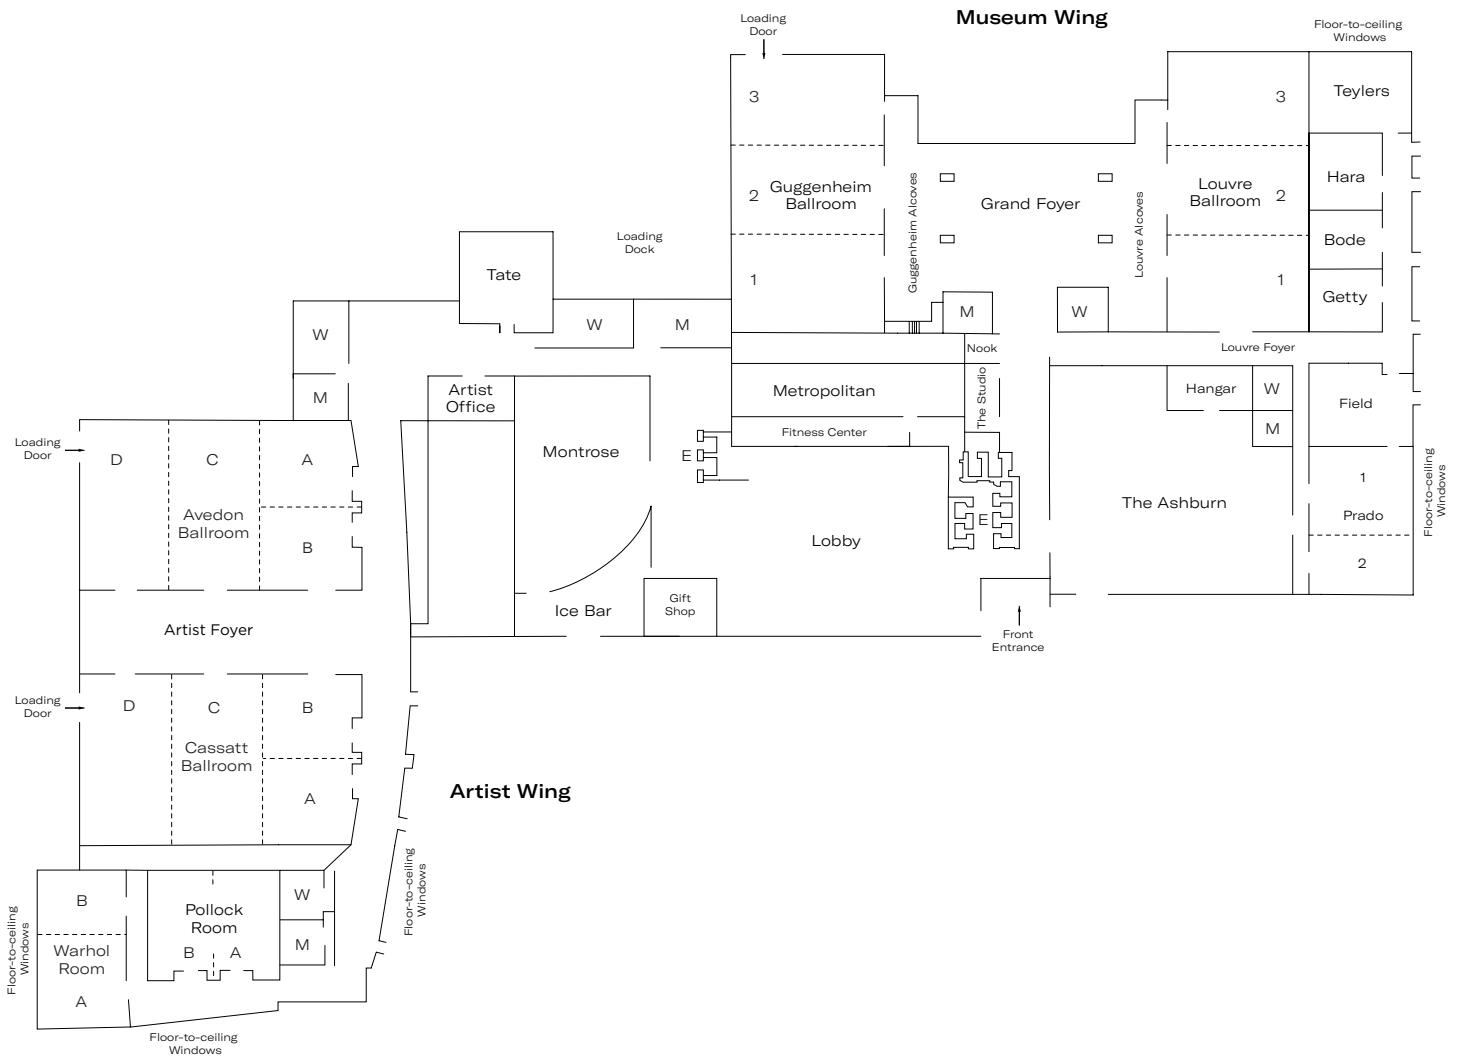 Museum Wing
Loading
Door
Floor-to-ceiling
Windows
3
3
Teylers
Guggenheim
Ballroom
2
Guggenheim Alcoves
Grand Foyer
Louvre Alcoves
Louvre
Ballroom
2
Hara
Bode
Getty
1
1
M
W
Loading
Dock
Tate
W
M
W
M
Nook
Louvre Foyer
Artist
Office
Metropolitan
The Studio
Hangar
W
M
Field
Fitness Center
Montrose
E
E
Lobby
The Ashburn
1
Prado
2
Floor-to-ceiling
Windows
Ice Bar
Gift
Shop
Front
Entrance
Loading
Door
D
C
A
Avedon
Ballroom
B
Artist Foyer
Loading
Door
D
C
B
Cassatt
Ballroom
A
Artist Wing
Floor-to-ceiling
Windows
Floor-to-ceiling
Windows
B
Warhol
Room
A
Pollock
Room
B
A
W
M
Floor-to-ceiling
Windows